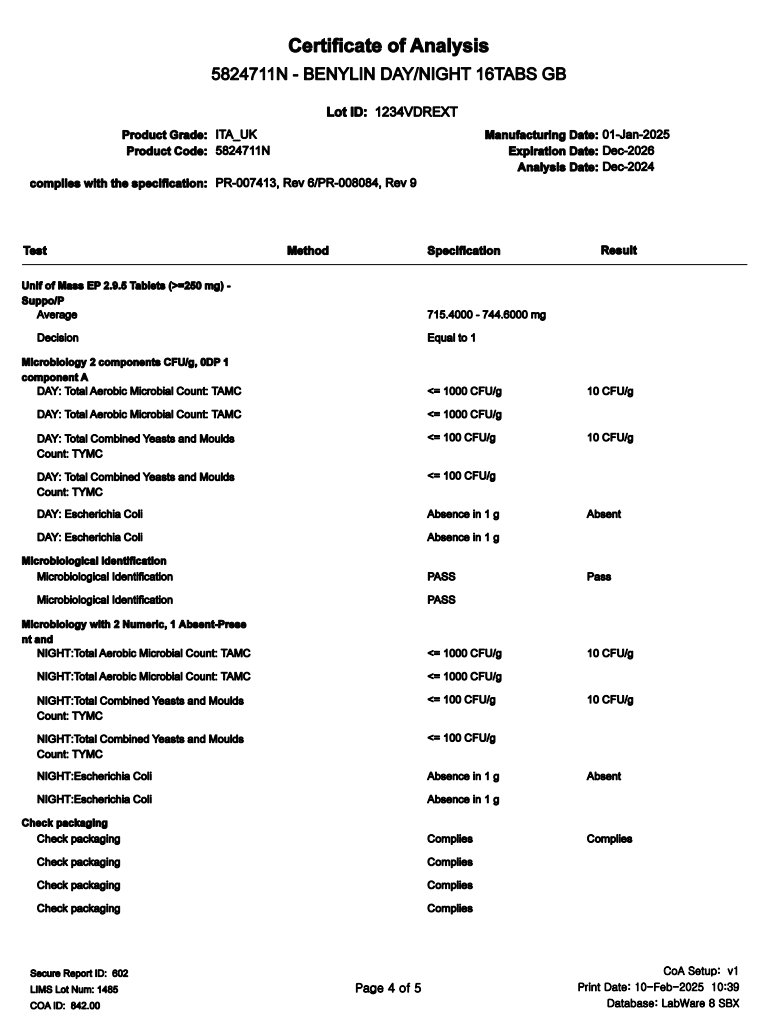 Certificate of Analysis
5824711N - BENYLIN DAY/NIGHT 16TABS GB
Lot ID: 1234VDREXT
Product Grade: ITA_UK
Manufacturing Date: 01-Jan-2025
Product Code: 5824711N
Expiration Date: Dec-2026
Analysis Date: Dec-2024
complies with the specification: PR-007413, Rev 6/PR-008084, Rev 9
Test Method Specification Result
Unif of Mass EP 2.9.5 Tablets (>=250 mg) -
Suppo/P
Average 715.4000 - 744.6000 mg
Decision Equal to 1
Microbiology 2 components CFU/g, 0DP 1
component A
DAY: Total Aerobic Microbial Count: TAMC <= 1000 CFU/g 10 CFU/g
DAY: Total Aerobic Microbial Count: TAMC <= 1000 CFU/g
DAY: Total Combined Yeasts and Moulds <= 100 CFU/g 10 CFU/g
Count: TYMC
DAY: Total Combined Yeasts and Moulds <= 100 CFU/g
Count: TYMC
DAY: Escherichia Coli Absence in 1 g Absent
DAY: Escherichia Coli Absence in 1 g
Microbiological Identification
Microbiological Identification PASS Pass
Microbiological Identification PASS
Microbiology with 2 Numeric, 1 Absent-Prese
nt and
NIGHT:Total Aerobic Microbial Count: TAMC <= 1000 CFU/g 10 CFU/g
NIGHT:Total Aerobic Microbial Count: TAMC <= 1000 CFU/g
NIGHT:Total Combined Yeasts and Moulds <= 100 CFU/g 10 CFU/g
Count: TYMC
NIGHT:Total Combined Yeasts and Moulds <= 100 CFU/g
Count: TYMC
NIGHT:Escherichia Coli Absence in 1 g Absent
NIGHT:Escherichia Coli Absence in 1 g
Check packaging
Check packaging Complies Complies
Check packaging Complies
Check packaging Complies
Check packaging Complies
Secure Report ID: 602
LIMS Lot Num: 1485
COA ID: 842.00
Page 4 of 5
CoA Setup: v1
Print Date: 10-Feb-2025 10:39
Database: LabWare 8 SBX